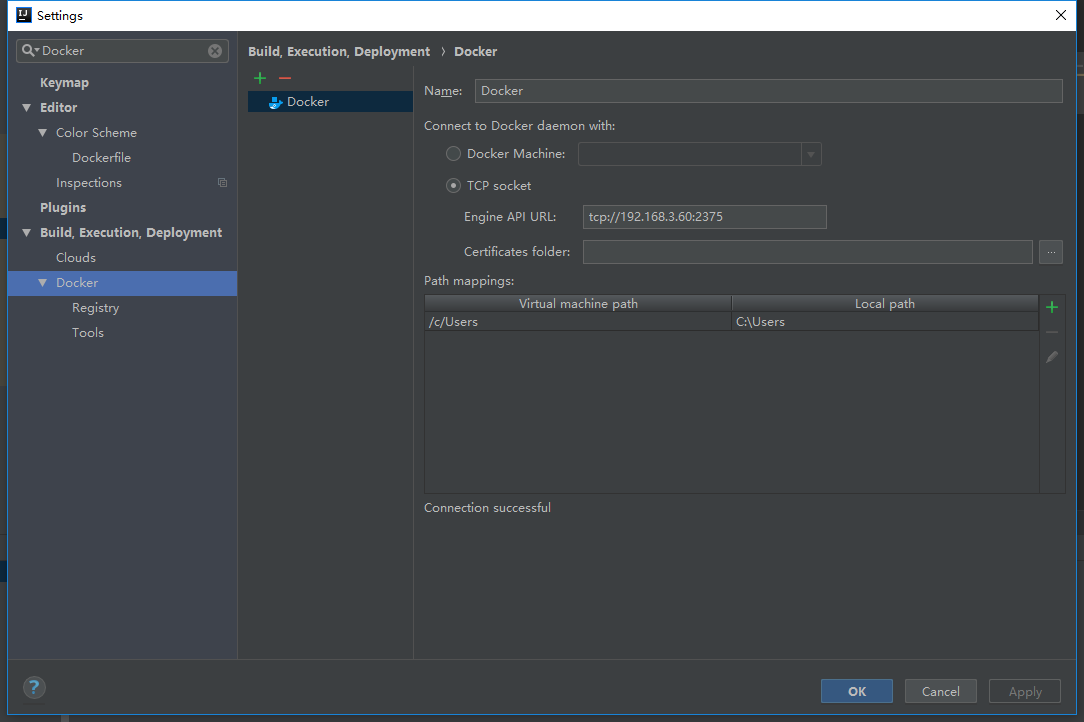 Settings
Docker
Keymap
Editor
Color Scheme
Dockerfile
Inspections
Plugins
Build, Execution, Deployment
Clouds
Docker
Registry
Tools
Build, Execution, Deployment › Docker
Docker
Name: Docker
Connect to Docker daemon with:
Docker Machine:
TCP socket
Engine API URL: tcp://192.168.3.60:2375
Certificates folder:
...
Path mappings:
Virtual machine path Local path
/c/Users C:\Users
Connection successful
? OK Cancel Apply